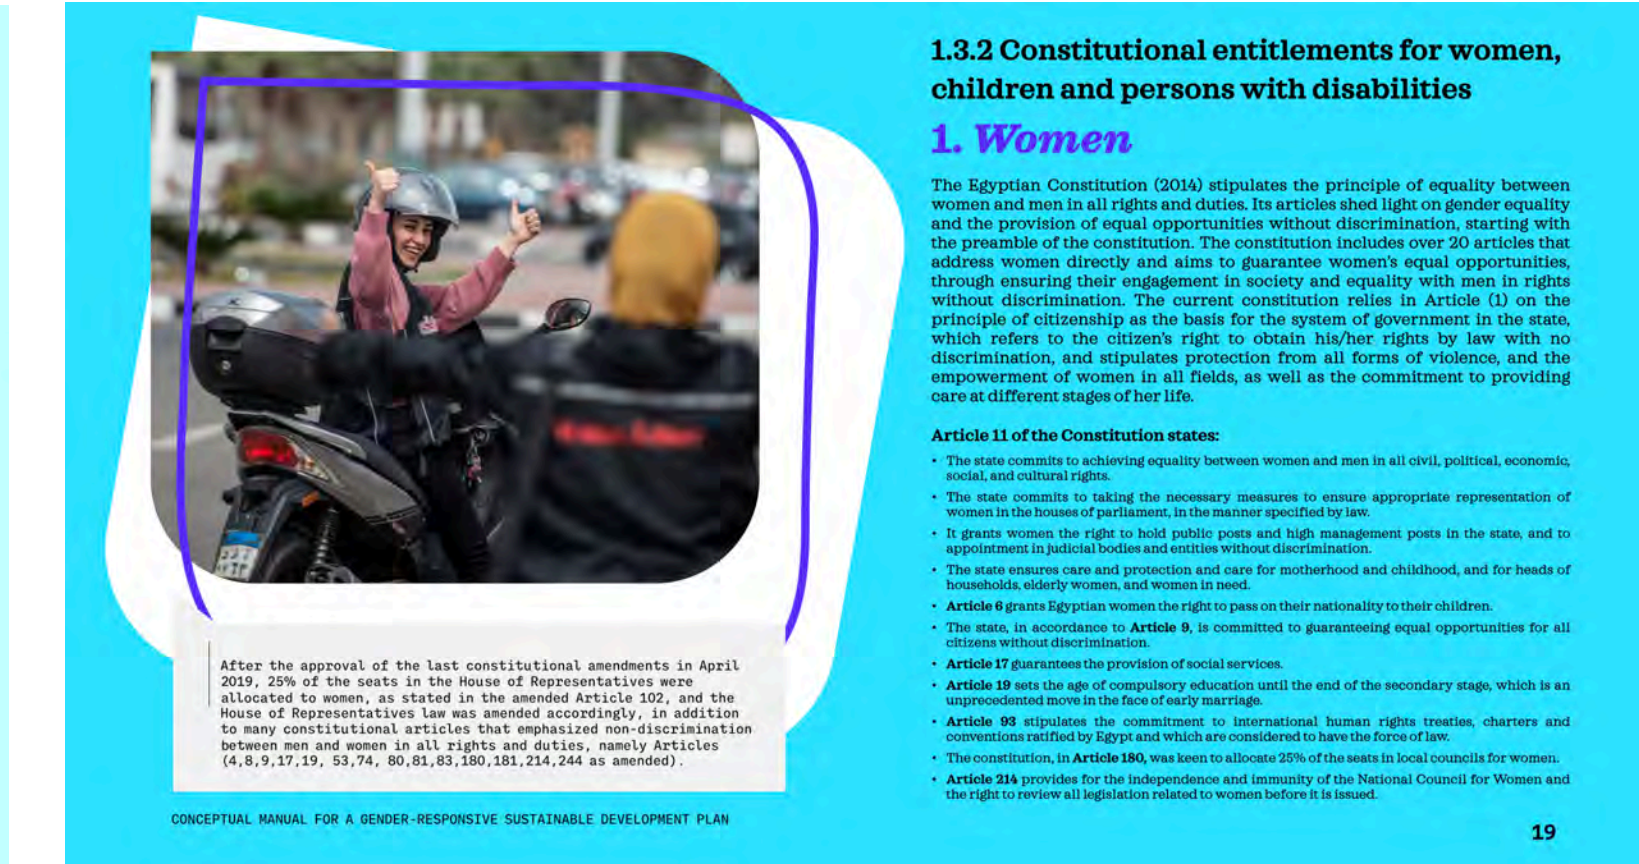 After the approval of the last constitutional amendments in April
2019, 25% of the seats in the House of Representatives were
allocated to women, as stated in the amended Article 102, and the
House of Representatives law was amended accordingly, in addition
to many constitutional articles that emphasized non-discrimination
between men and women in all rights and duties, namely Articles
(4,8,9,17,19, 53,74, 80,81,83,180,181,214,244 as amended).
CONCEPTUAL MANUAL FOR A GENDER-RESPONSIVE SUSTAINABLE DEVELOPMENT PLAN
1.3.2 Constitutional entitlements for women,
children and persons with disabilities
1. Women
The Egyptian Constitution (2014) stipulates the principle of equality between
women and men in all rights and duties. Its articles shed light on gender equality
and the provision of equal opportunities without discrimination, starting with
the preamble of the constitution. The constitution includes over 20 articles that
address women directly and aims to guarantee women's equal opportunities,
through ensuring their engagement in society and equality with men in rights
without discrimination. The current constitution relies in Article (1) on the
principle of citizenship as the basis for the system of government in the state,
which refers to the citizen's right to obtain his/her rights by law with no
discrimination, and stipulates protection from all forms of violence, and the
empowerment of women in all fields, as well as the commitment to providing
care at different stages of her life.
Article 11 of the Constitution states:
• The state commits to achieving equality between women and men in all civil, political, economic,
social, and cultural rights.
• The state commits to taking the necessary measures to ensure appropriate representation of
women in the houses of parliament, in the manner specified by law.
• It grants women the right to hold public posts and high management posts in the state, and to
appointment in judicial bodies and entities without discrimination.
• The state ensures care and protection and care for motherhood and childhood, and for heads of
households, elderly women, and women in need.
• Article 6 grants Egyptian women the right to pass on their nationality to their children.
• The state, in accordance to Article 9, is committed to guaranteeing equal opportunities for all
citizens without discrimination.
• Article 17 guarantees the provision of social services.
• Article 19 sets the age of compulsory education until the end of the secondary stage, which is an
unprecedented move in the face of early marriage.
• Article 93 stipulates the commitment to international human rights treaties, charters and
conventions ratified by Egypt and which are considered to have the force of law.
• The constitution, in Article 180, was keen to allocate 25% of the seats in local councils for women.
• Article 214 provides for the independence and immunity of the National Council for Women and
the right to review all legislation related to women before it is issued.
19